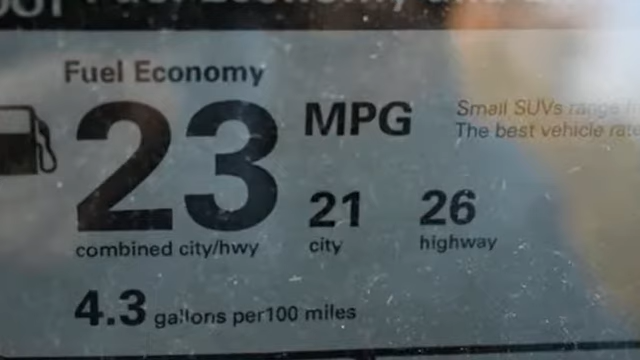 Fuel Economy
23 MPG
Small SUVs range
The best vehicle
21 26
combined city/hwy city highway
4.3 gallons per100 miles